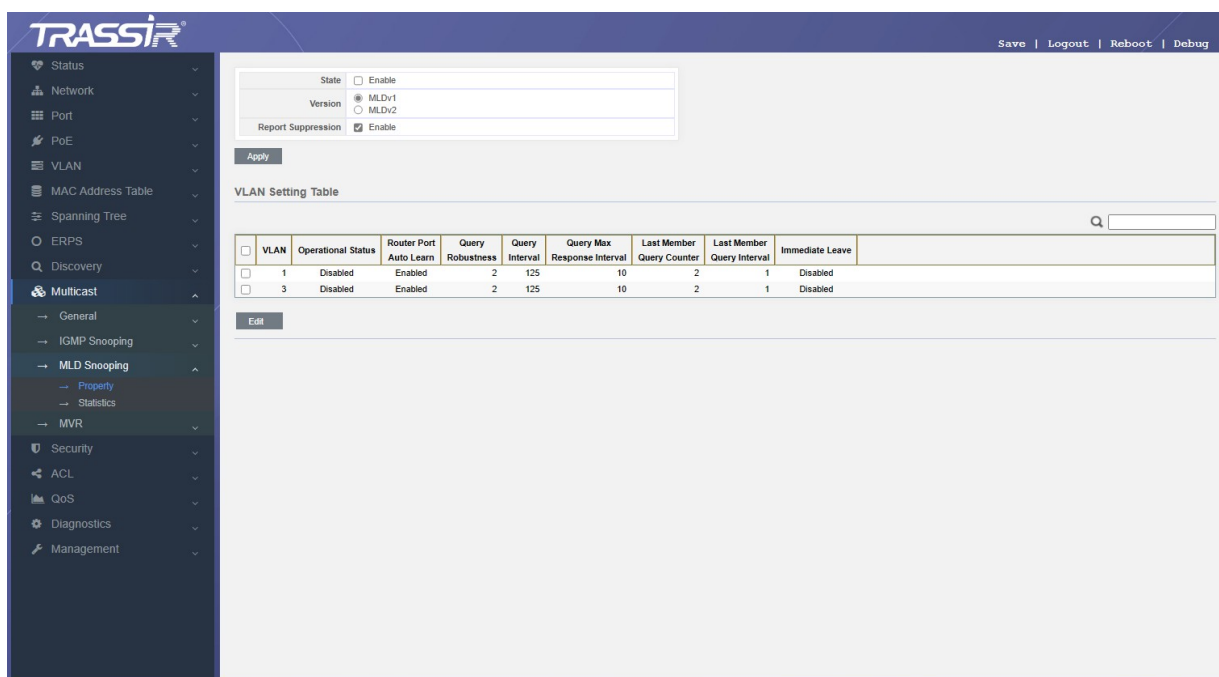 TRASSIR®
Save | Logout | Reboot | Debug
Status
Network
Port
PoE
VLAN
MAC Address Table
Spanning Tree
ERPS
Discovery
Multicast
→ General
→ IGMP Snooping
→ MLD Snooping
→ Property
→ Statistics
→ MVR
Security
ACL
QoS
Diagnostics
Management
State Enable
Version MLDv1
MLDv2
Report Suppression Enable
Apply
VLAN Setting Table
VLAN Operational Status Router Port Auto Learn Query Robustness Query Interval Query Max Response Interval Last Member Query Counter Last Member Query Interval Immediate Leave
1 Disabled Enabled 2 125 10 2 1 Disabled
3 Disabled Enabled 2 125 10 2 1 Disabled
Edit